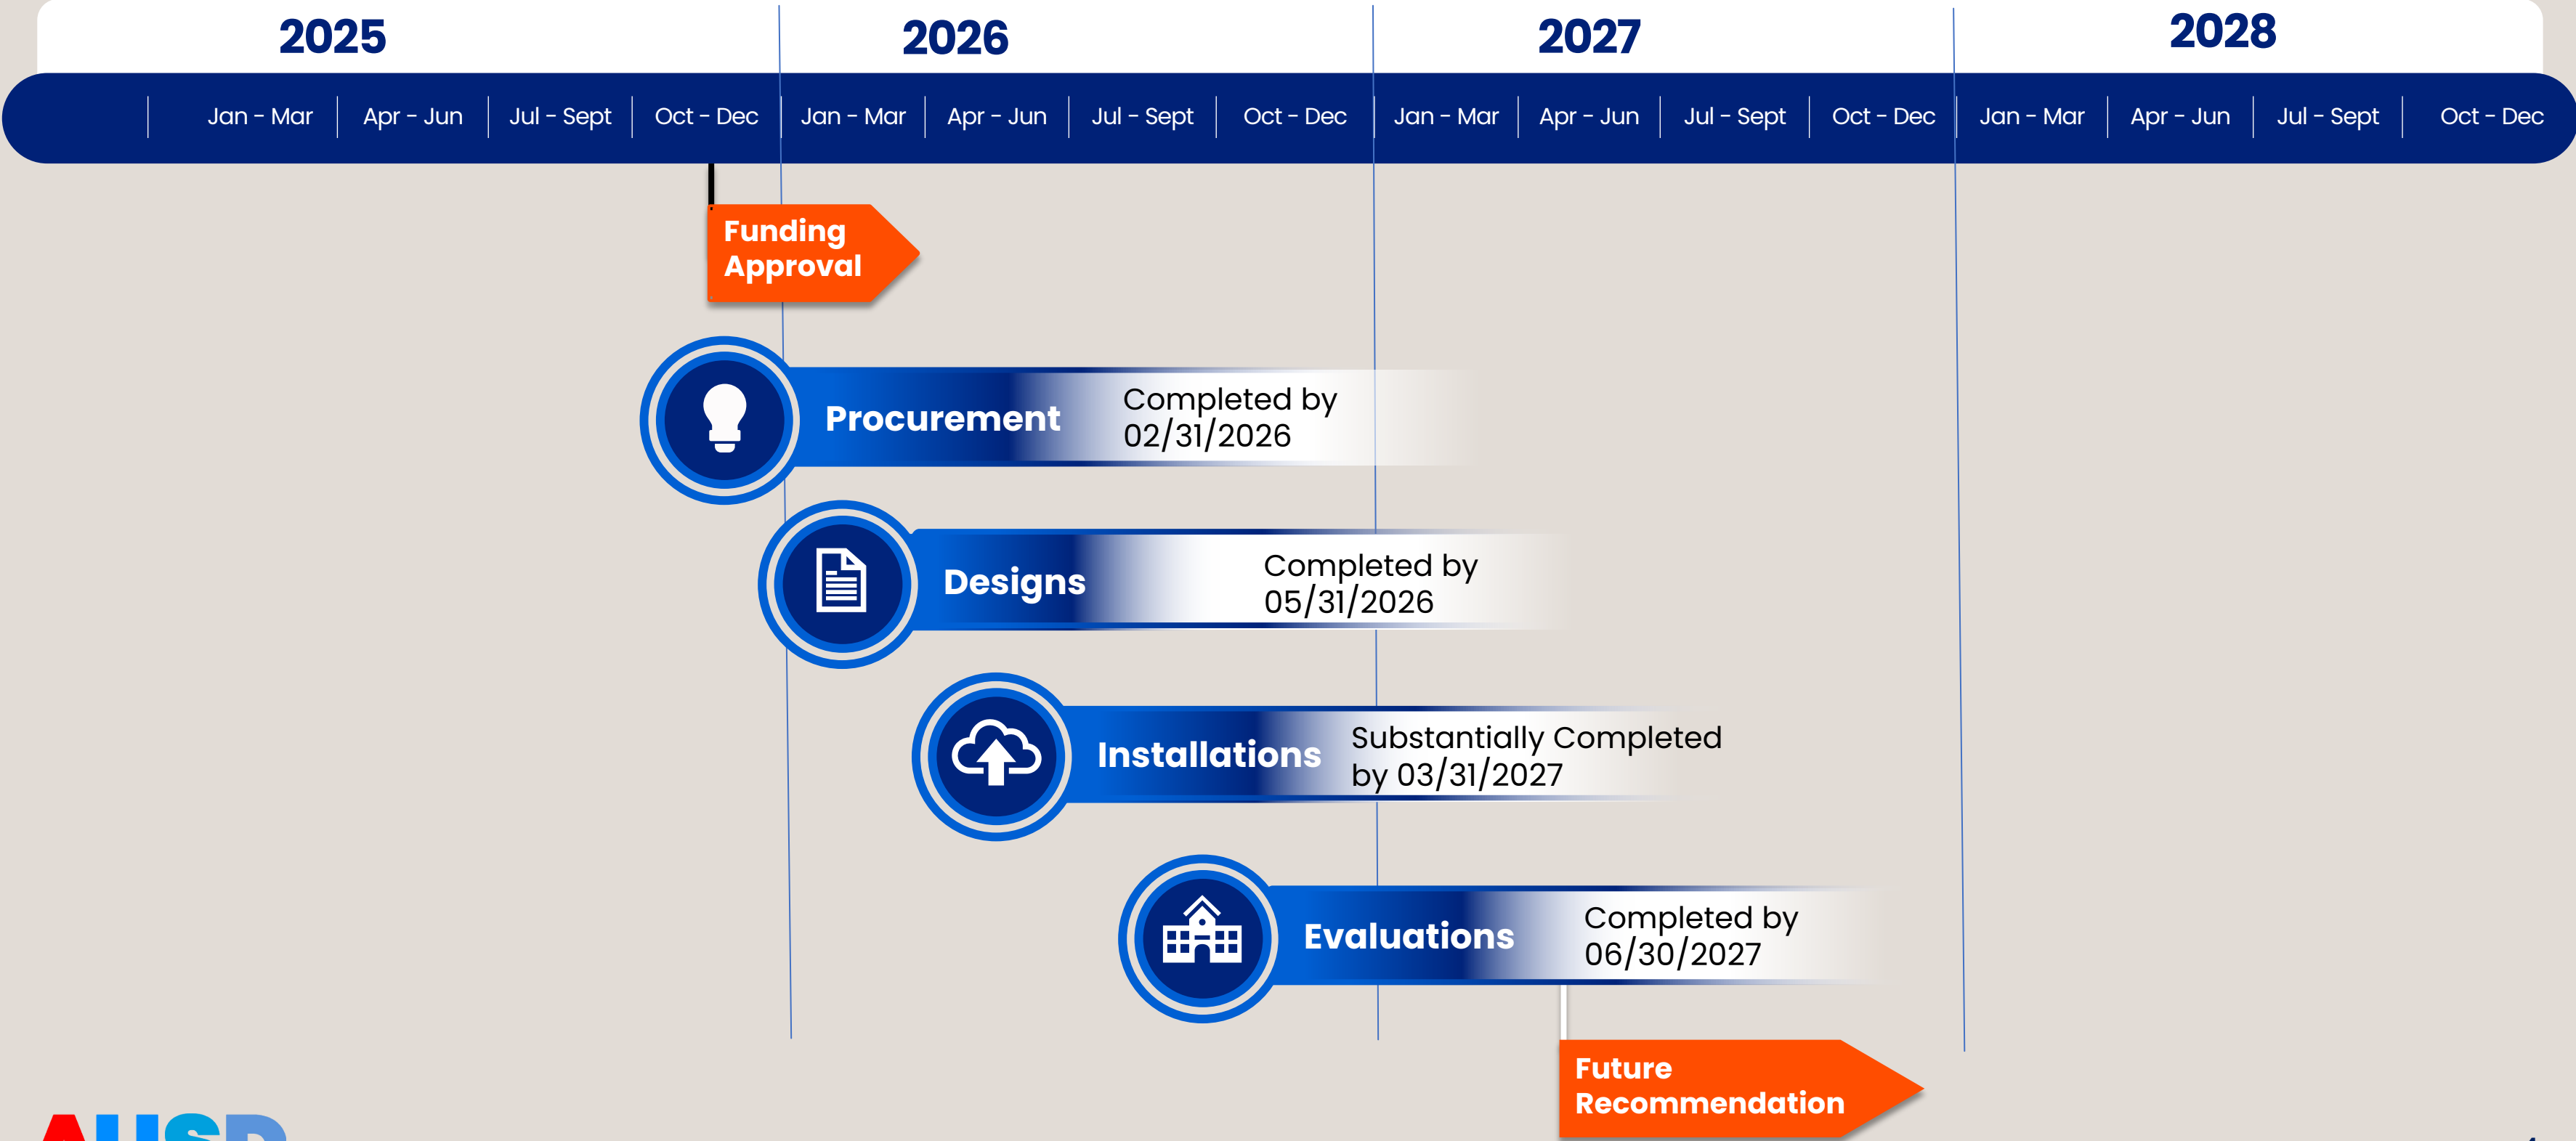 2025 2026 2027 2028
Jan - Mar Apr - Jun Jul - Sept Oct - Dec Jan - Mar Apr - Jun Jul - Sept Oct - Dec Jan - Mar Apr - Jun Jul - Sept Oct - Dec Jan - Mar Apr - Jun Jul - Sept Oct - Dec
Funding
Approval
Procurement
Completed by
02/31/2026
Designs
Completed by
05/31/2026
Installations
Substantially Completed
by 03/31/2027
Evaluations
Completed by
06/30/2027
Future
Recommendation
AUSD